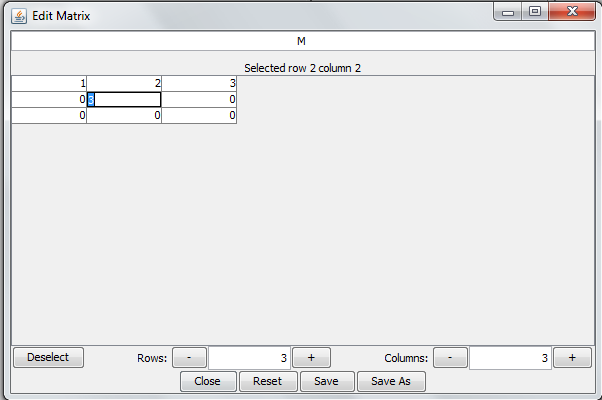 Edit Matrix
M
Selected row 2 column 2
1 2 3
0 3 0
0 0 0
Deselect Rows: - 3 + Columns: - 3 +
Close Reset Save Save As